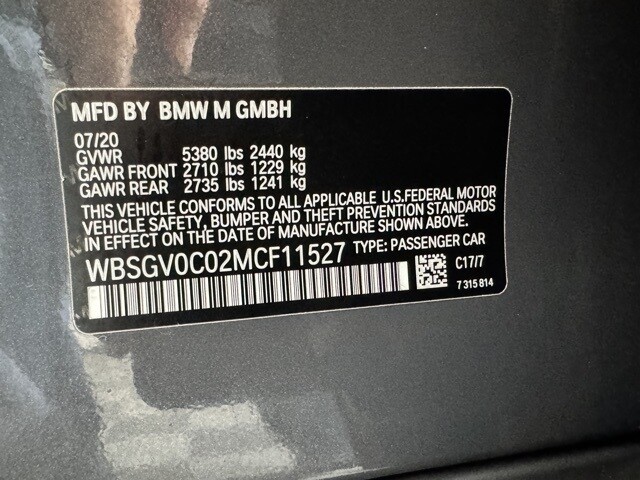 MFD BY BMW M GMBH
07/20
GVWR 5380 lbs 2440 kg
GAWR FRONT 2710 lbs 1229 kg
GAWR REAR 2735 lbs 1241 kg
THIS VEHICLE CONFORMS TO ALL APPLICABLE U.S.FEDERAL MOTOR
VEHICLE SAFETY, BUMPER AND THEFT PREVENTION STANDARDS
IN EFFECT ON THE DATE OF MANUFACTURE SHOWN ABOVE.
WBSGV0C02MCF11527 TYPE: PASSENGER CAR
C17/7
7 315 814